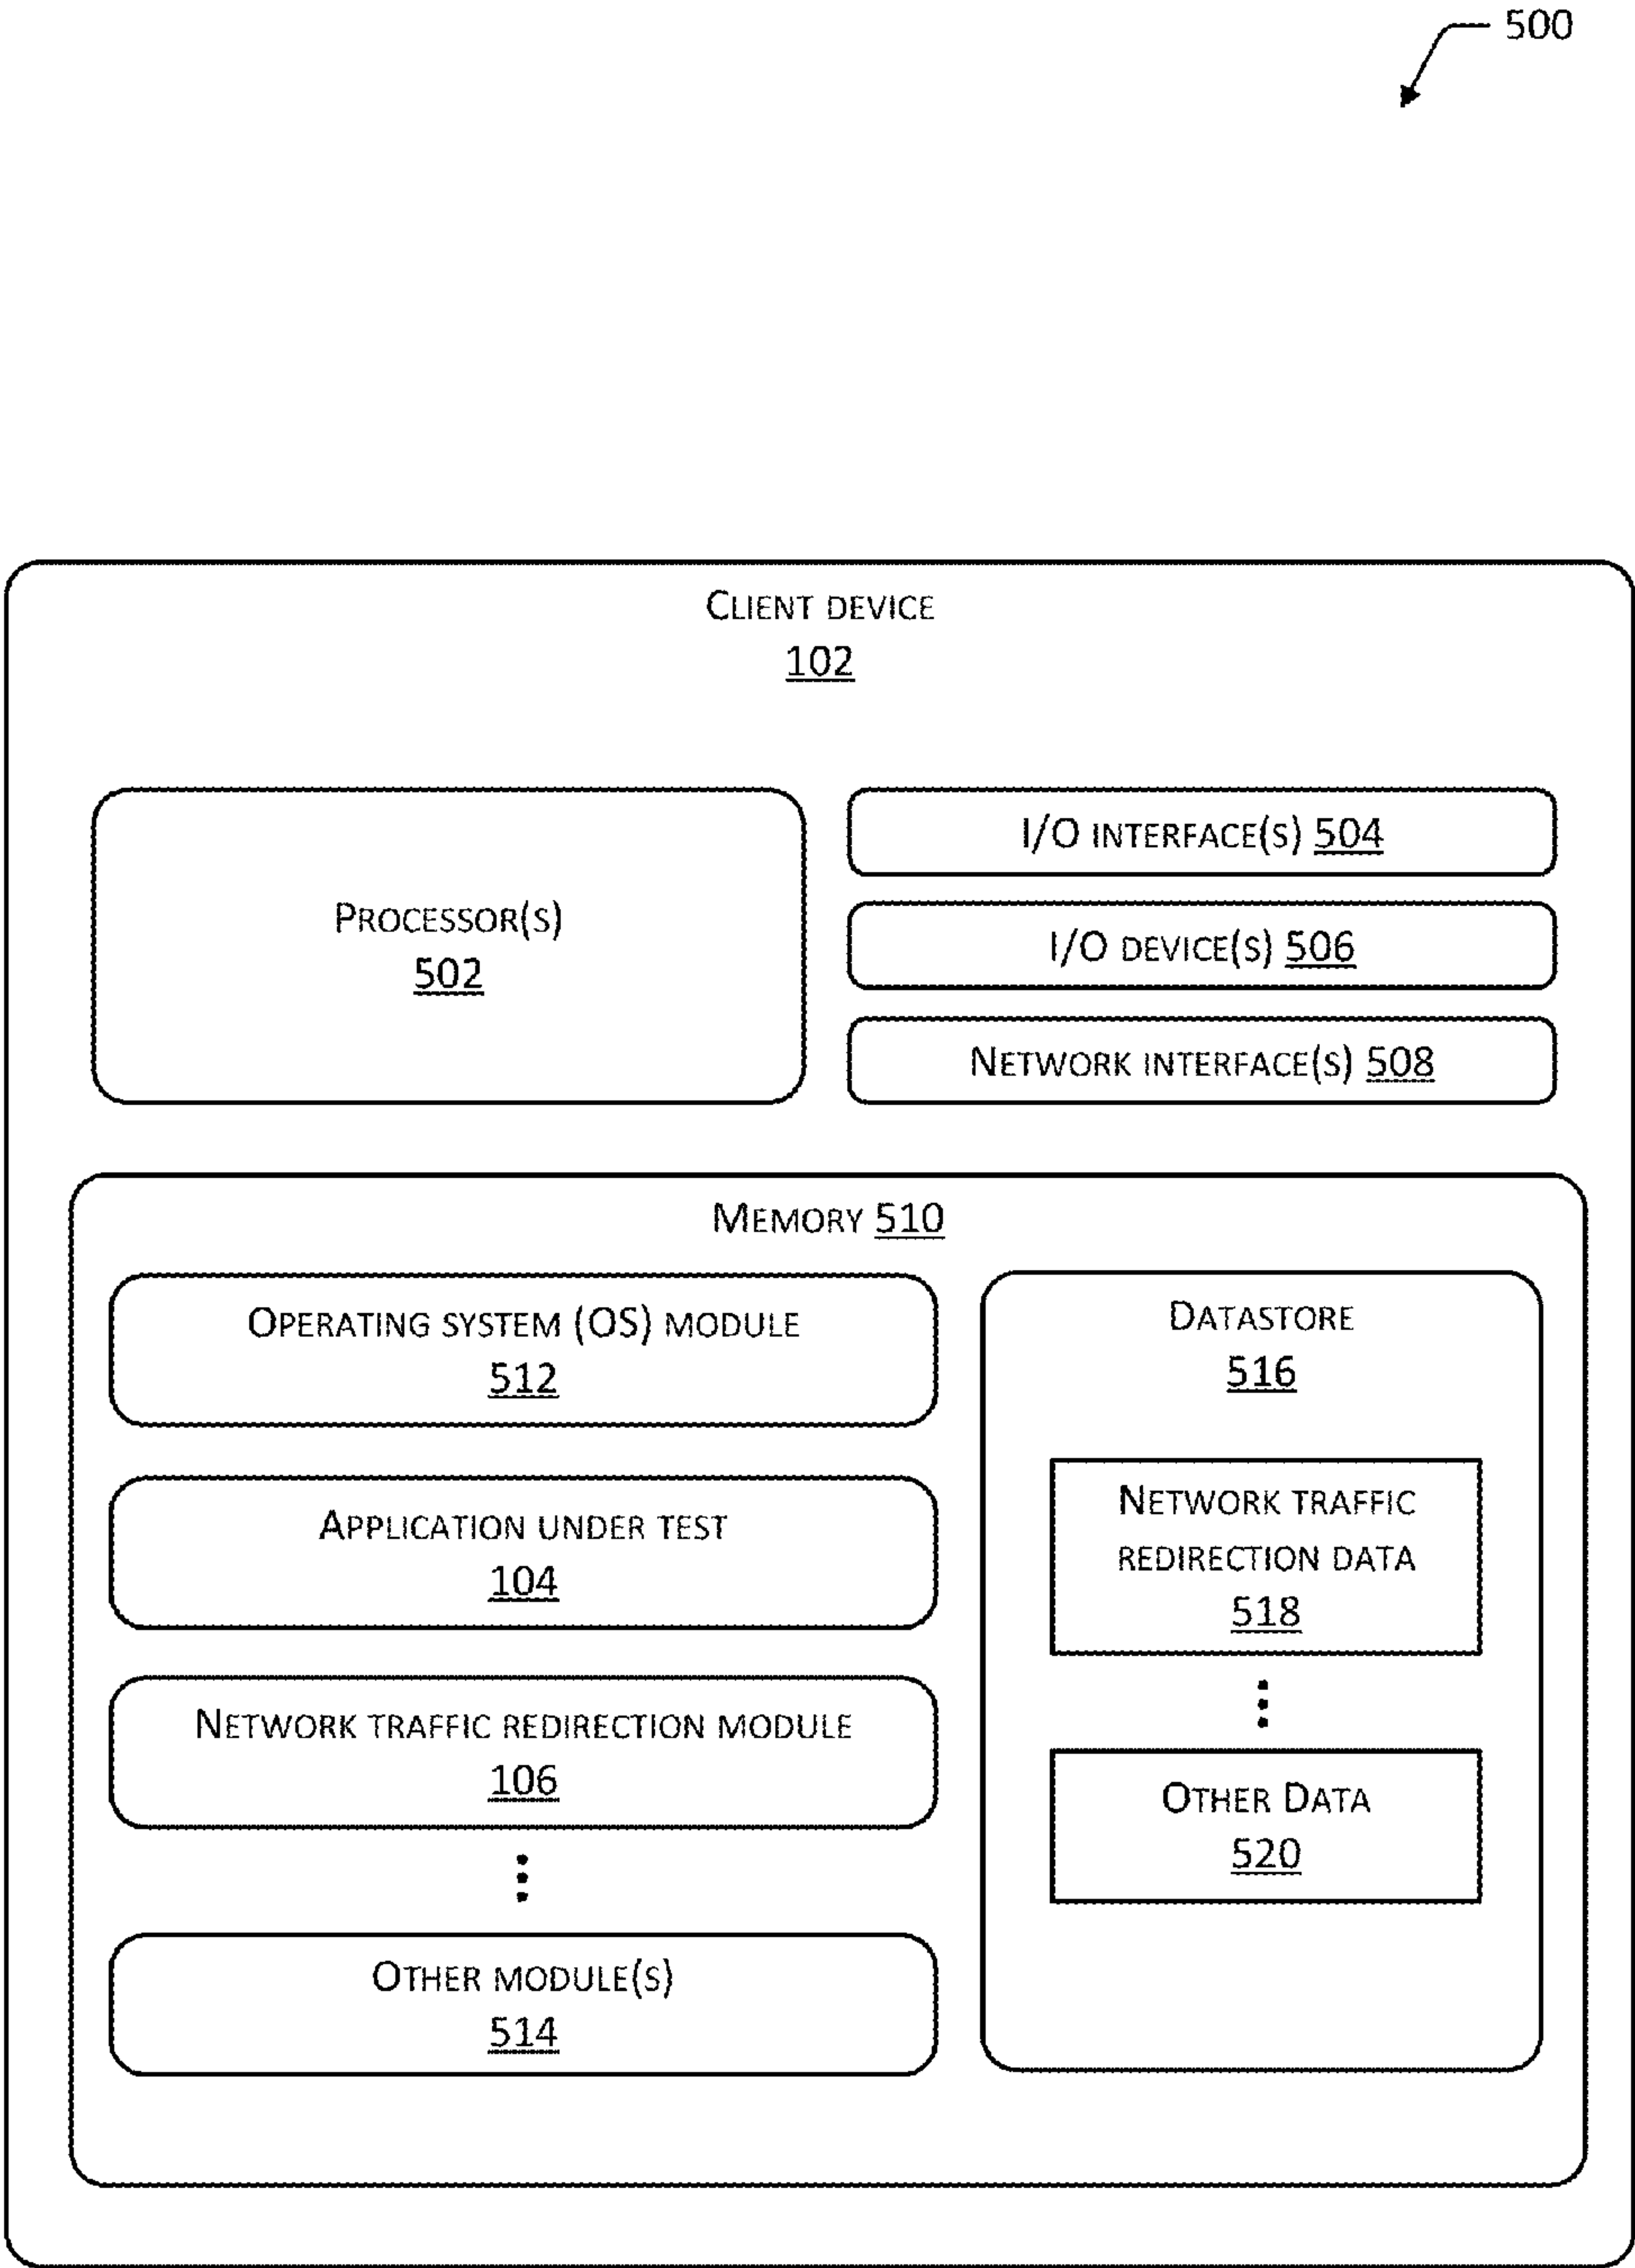 500
CLIENT DEVICE
102
PROCESSOR(S)
502
I/O INTERFACE(S) 504
I/O DEVICE(S) 506
NETWORK INTERFACE(S) 508
MEMORY 510
OPERATING SYSTEM (OS) MODULE
512
APPLICATION UNDER TEST
104
NETWORK TRAFFIC REDIRECTION MODULE
106
OTHER MODULE(S)
514
DATASTORE
516
NETWORK TRAFFIC
REDIRECTION DATA
518
OTHER DATA
520